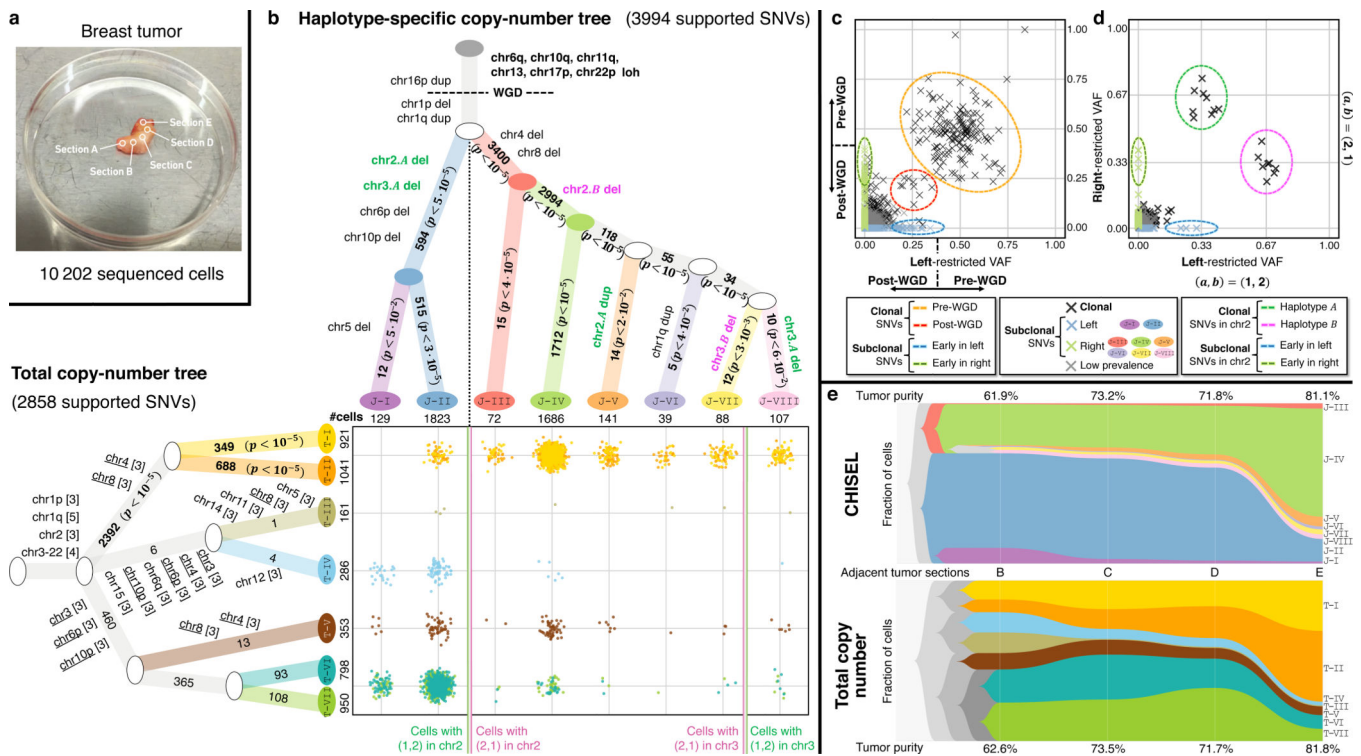 a
Breast tumor
Section E
Section A
Section D
Section B
Section C
10 202 sequenced cells
b Haplotype-specific copy-number tree (3994 supported SNVs)
chr6q, chr10q, chr11q,
chr13, chr17p, chr22p loh
chr16p dup
WGD
chr1p del
chr1q dup
chr4 del
chr8 del
chr2.A del
chr3.A del
chr6p del
chr10p del
594 (p < 5 · 10⁻⁵)
3400
(p < 10⁻⁵)
chr2.B del
2994
(p < 10⁻⁵)
118
(p < 10⁻⁵)
55
(p < 10⁻⁵)
34
(p < 10⁻⁵)
chr5 del
12 (p < 5 · 10⁻²)
515 (p < 3 · 10⁻⁵)
15 (p < 4 · 10⁻⁵)
1712 (p < 10⁻⁵)
chr2.A dup
14 (p < 2 · 10⁻²)
chr1q dup
5 (p < 4 · 10⁻²)
chr3.B del
12 (p < 3 · 10⁻³)
chr3.A del
10 (p < 6 · 10⁻²)
J-I J-II J-III J-IV J-V J-VI J-VII J-VIII
#cells 129 1823 72 1686 141 39 88 107
Total copy-number tree
(2858 supported SNVs)
349 (p < 10⁻⁵)
T-I
321
688 (p < 10⁻⁵)
T-II
1041
chr4 [3]
chr8 [3]
2392 (p < 10⁻⁵)
chr1p [3]
chr1q [5]
chr2 [3]
chr3-22 [4]
chr5 [3]
chr8 [3]
chr11 [3]
chr14 [3]
1
T-III
161
6
4
T-IV
286
chr12 [3]
chr3 [3]
chr4 [3]
chr6p [3]
chr6q [3]
chr10p [3]
chr15 [3]
460
chr3 [3]
chr6p [3]
chr10p [3]
chr4 [3]
chr8 [3]
13
T-V
353
365
93
T-VI
798
108
T-VII
950
Cells with
(1,2) in chr2
Cells with
(2,1) in chr2
Cells with
(2,1) in chr3
Cells with
(1,2) in chr3
c
1.00
0.75
0.50
0.25
0.00
Pre-WGD
Post-WGD
0.00 0.25 0.50 0.75 1.00
Left-restricted VAF
Post-WGD Pre-WGD
Right-restricted VAF
d
1.00
0.67
0.33
0.00
(a, b) = (2, 1)
0.00 0.33 0.67 1.00
Left-restricted VAF
(a, b) = (1, 2)
Clonal
SNVs
Pre-WGD
Post-WGD
Subclonal
SNVs
Early in left
Early in right
Clonal
Subclonal
SNVs
Left
J-I J-II
Right
J-III J-IV J-V
J-VI J-VII J-VIII
Low prevalence
Clonal
SNVs in chr2
Haplotype A
Haplotype B
Subclonal
SNVs in chr2
Early in left
Early in right
e
Tumor purity 61.9% 73.2% 71.8% 81.1%
CHISEL
Fraction of cells
J-III
J-IV
J-V
J-VI
J-VII
J-VIII
J-II
J-I
Adjacent tumor sections B C D E
Total copy
number
Fraction of cells
T-I
T-II
T-IV
T-III
T-V
T-VI
T-VII
Tumor purity 62.6% 73.5% 71.7% 81.8%